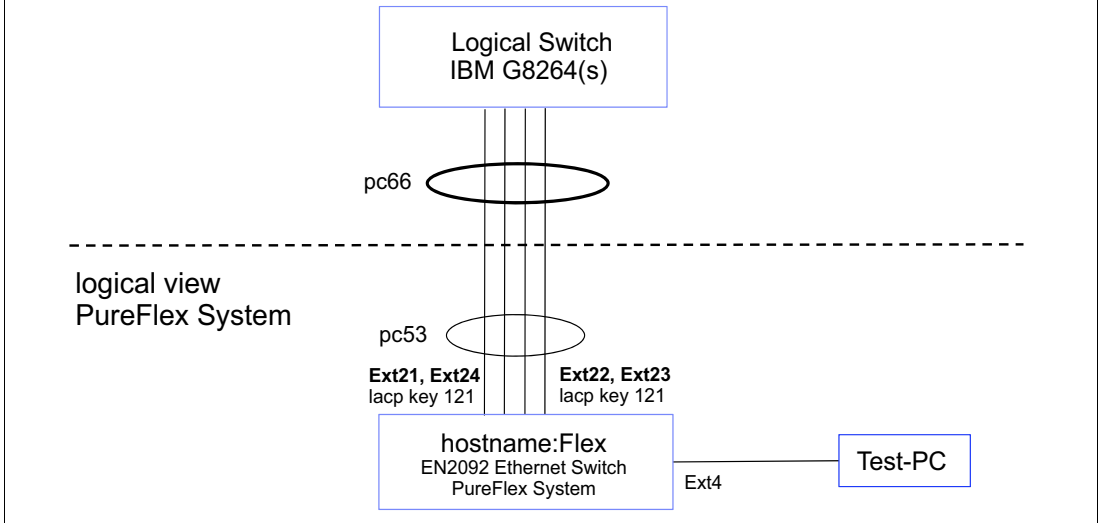 Logical Switch
IBM G8264(s)
pc66
logical view
PureFlex System
pc53
Ext21, Ext24
lacp key 121
Ext22, Ext23
lacp key 121
hostname:Flex
EN2092 Ethernet Switch
PureFlex System
Ext4
Test-PC